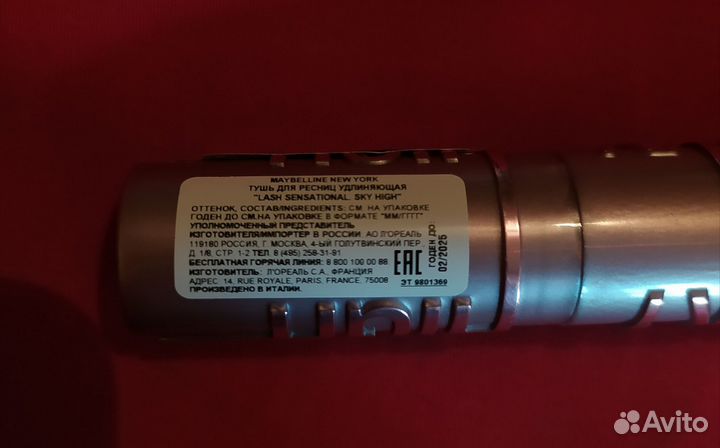 MAYBELLINE NEW YORK
ТУШЬ ДЛЯ РЕСНИЦ УДЛИНЯЮЩАЯ
"LASH SENSATIONAL SKY HIGH"
ОТТЕНОК, СОСТАВ/INGREDIENTS: СМ. НА УПАКОВКЕ
ГОДЕН ДО СМ.НА УПАКОВКЕ В ФОРМАТЕ "ММ/ГГГГ"
УПОЛНОМОЧЕННЫЙ ПРЕДСТАВИТЕЛЬ
ИЗГОТОВИТЕЛЯ/ИМПОРТЕР В РОССИИ: АО Л'ОРЕАЛЬ
119180 РОССИЯ, Г. МОСКВА, 4-ЫЙ ГОЛУТВИНСКИЙ ПЕР.
Д. 1/8, СТР. 1-2 ТЕЛ. 8 (495) 258-31-91
БЕСПЛАТНАЯ ГОРЯЧАЯ ЛИНИЯ: 8 800 100 00 88
ИЗГОТОВИТЕЛЬ: Л'ОРЕАЛЬ С.А., ФРАНЦИЯ
АДРЕС: 14, RUE ROYALE, PARIS, FRANCE, 75008
ПРОИЗВЕДЕНО В ИТАЛИИ.
EAC
ЭТ 9801369
ГОДЕН ДО:
02/2025
HIGH
Avito